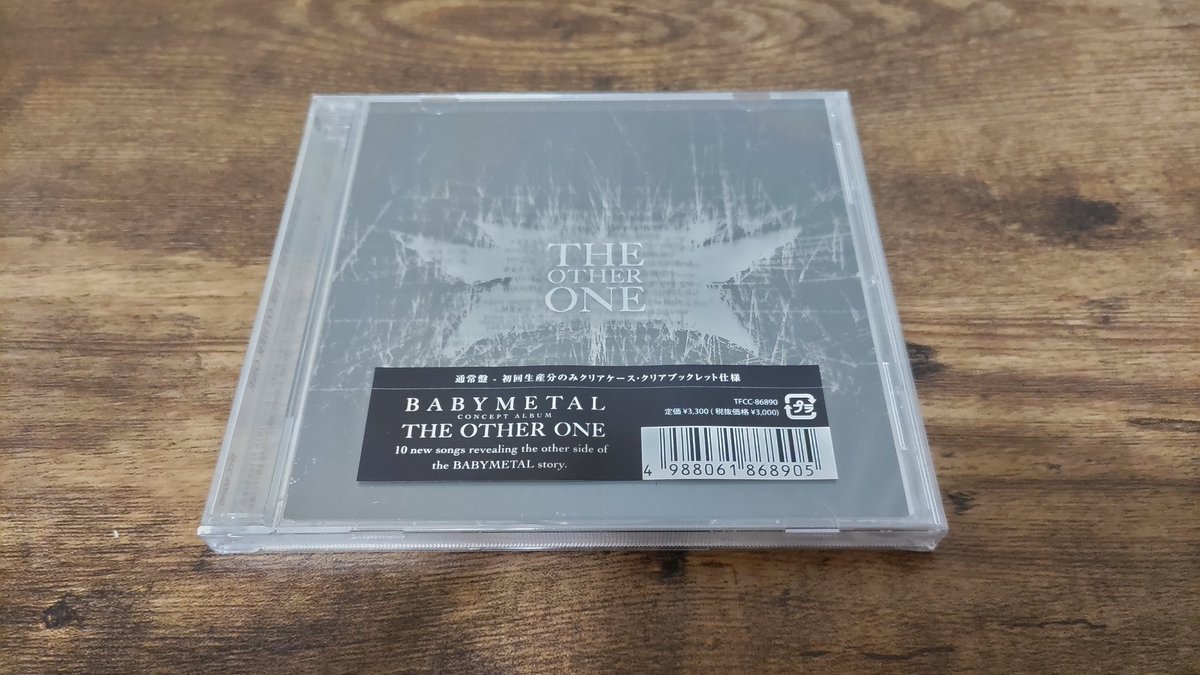 THE
OTHER
ONE
通常盤 - 初回生産分のみクリアケース・クリアブックレット仕様
BABYMETAL
CONCEPT ALBUM
THE OTHER ONE
10 new songs revealing the other side of
the BABYMETAL story.
TFCC-86890
定価 ¥3,300 ( 税抜価格 ¥3,000)
プラ
4 988061 868905